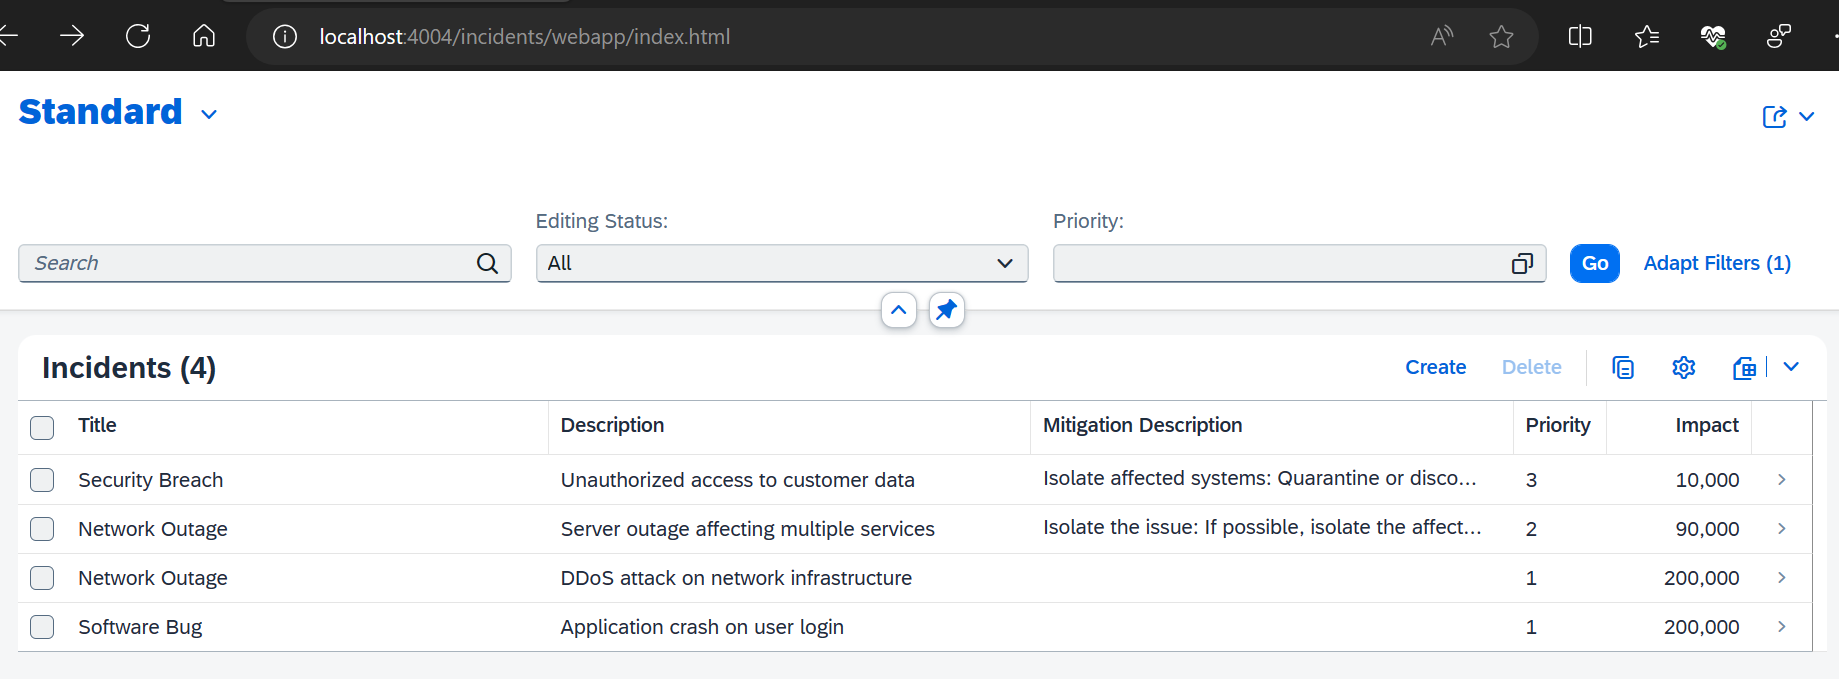 localhost:4004/incidents/webapp/index.html
Standard
Editing Status:
Priority:
Search
All
Go
Adapt Filters (1)
Incidents (4)
Create
Delete
Title Description Mitigation Description Priority Impact
Security Breach Unauthorized access to customer data Isolate affected systems: Quarantine or disco... 3 10,000
Network Outage Server outage affecting multiple services Isolate the issue: If possible, isolate the affect... 2 90,000
Network Outage DDoS attack on network infrastructure 1 200,000
Software Bug Application crash on user login 1 200,000